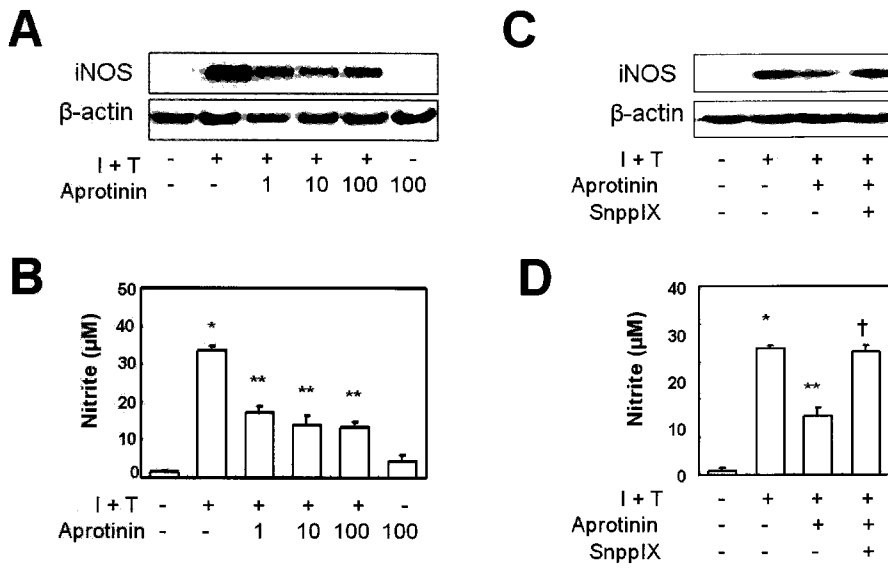 A
iNOS
β-actin
I + T - + + + + -
Aprotinin - - 1 10 100 100
C
iNOS
β-actin
I + T - + + +
Aprotinin - - + +
SnppIX - - - +
B
Nitrite (µM)
50
40
30
20
10
0
*
**
**
**
I + T - + + + + -
Aprotinin - - 1 10 100 100
D
Nitrite (µM)
40
30
20
10
0
*
**
†
I + T - + + +
Aprotinin - - + +
SnppIX - - - +